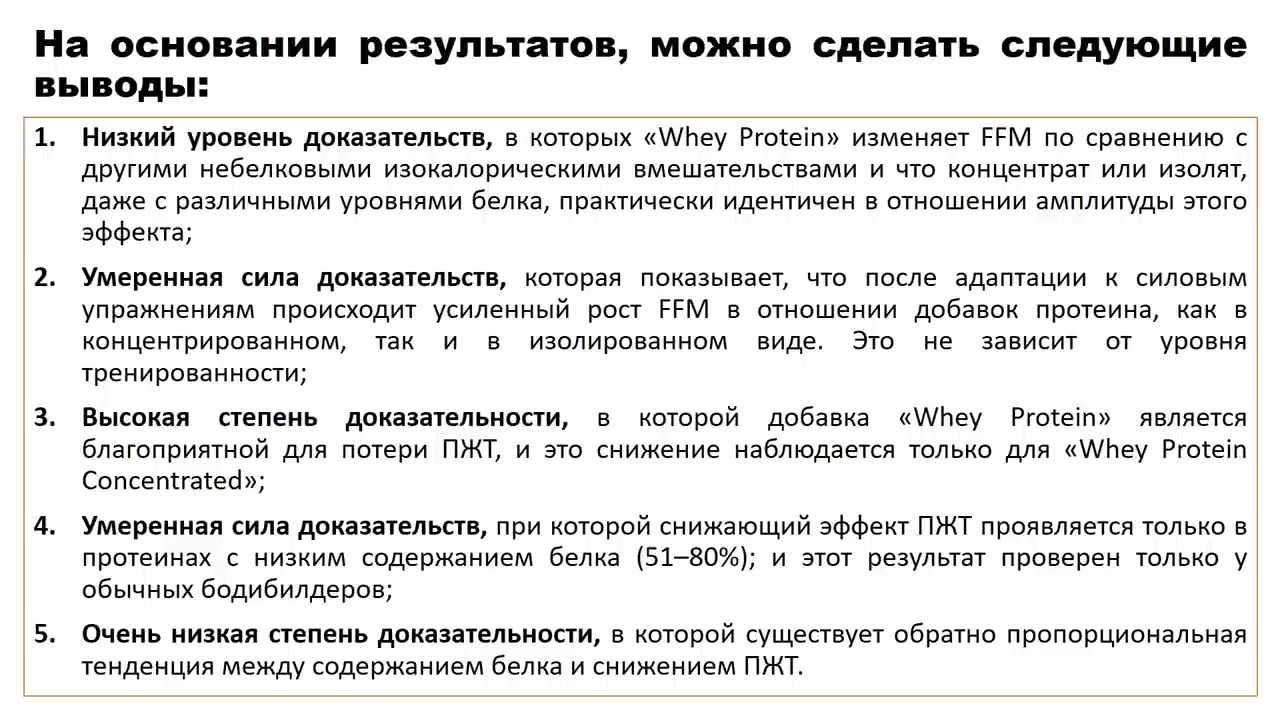 На основании результатов, можно сделать следующие
выводы:
1. Низкий уровень доказательств, в которых «Whey Protein» изменяет FFM по сравнению с
другими небелковыми изокалорическими вмешательствами и что концентрат или изолят,
даже с различными уровнями белка, практически идентичен в отношении амплитуды этого
эффекта;
2. Умеренная сила доказательств, которая показывает, что после адаптации к силовым
упражнениям происходит усиленный рост FFM в отношении добавок протеина, как в
концентрированном, так и в изолированном виде. Это не зависит от уровня
тренированности;
3. Высокая степень доказательности, в которой добавка «Whey Protein» является
благоприятной для потери ПЖТ, и это снижение наблюдается только для «Whey Protein
Concentrated»;
4. Умеренная сила доказательств, при которой снижающий эффект ПЖТ проявляется только в
протеинах с низким содержанием белка (51–80%); и этот результат проверен только у
обычных бодибилдеров;
5. Очень низкая степень доказательности, в которой существует обратно пропорциональная
тенденция между содержанием белка и снижением ПЖТ.